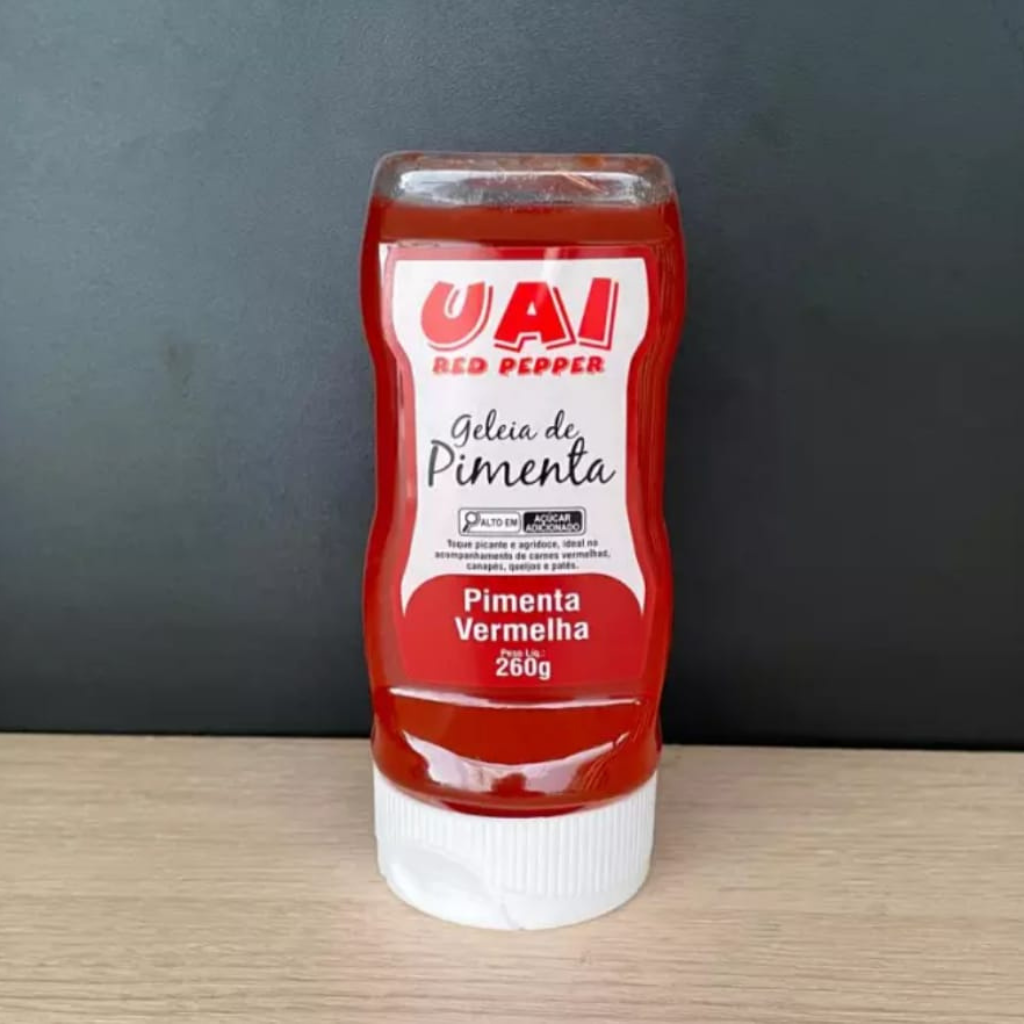 UAI
RED PEPPER
Geleia de
Pimenta
ALTO EM AÇÚCAR
ADICIONADO
Toque picante e agridoce, ideal no
acompanhamento de carnes vermelhas,
canapés, queijos e patês.
Pimenta
Vermelha
Peso Líq.:
260g